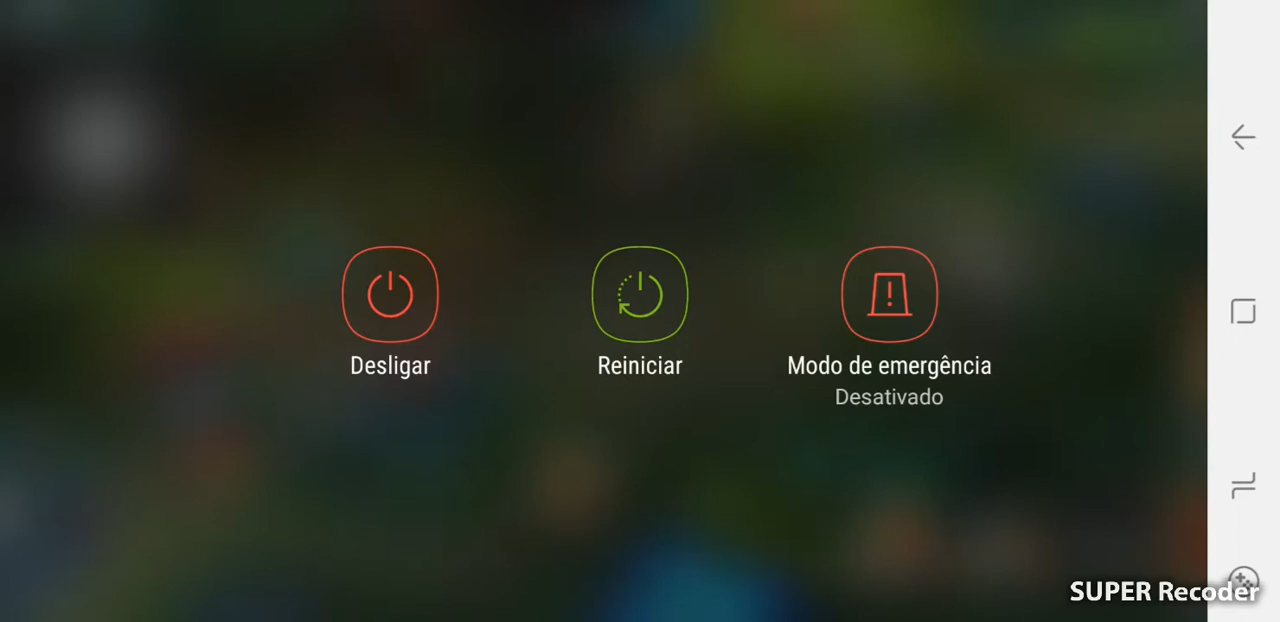 Desligar
Reiniciar
Modo de emergência
Desativado
SUPER Recoder